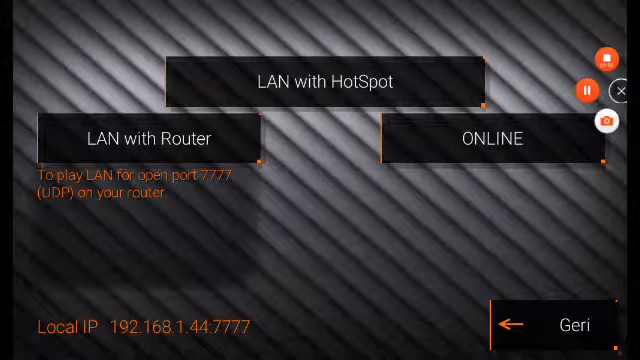 LAN with HotSpot
LAN with Router
ONLINE
To play LAN for open port 7777
(UDP) on your router.
Local IP 192.168.1.44:7777
Geri